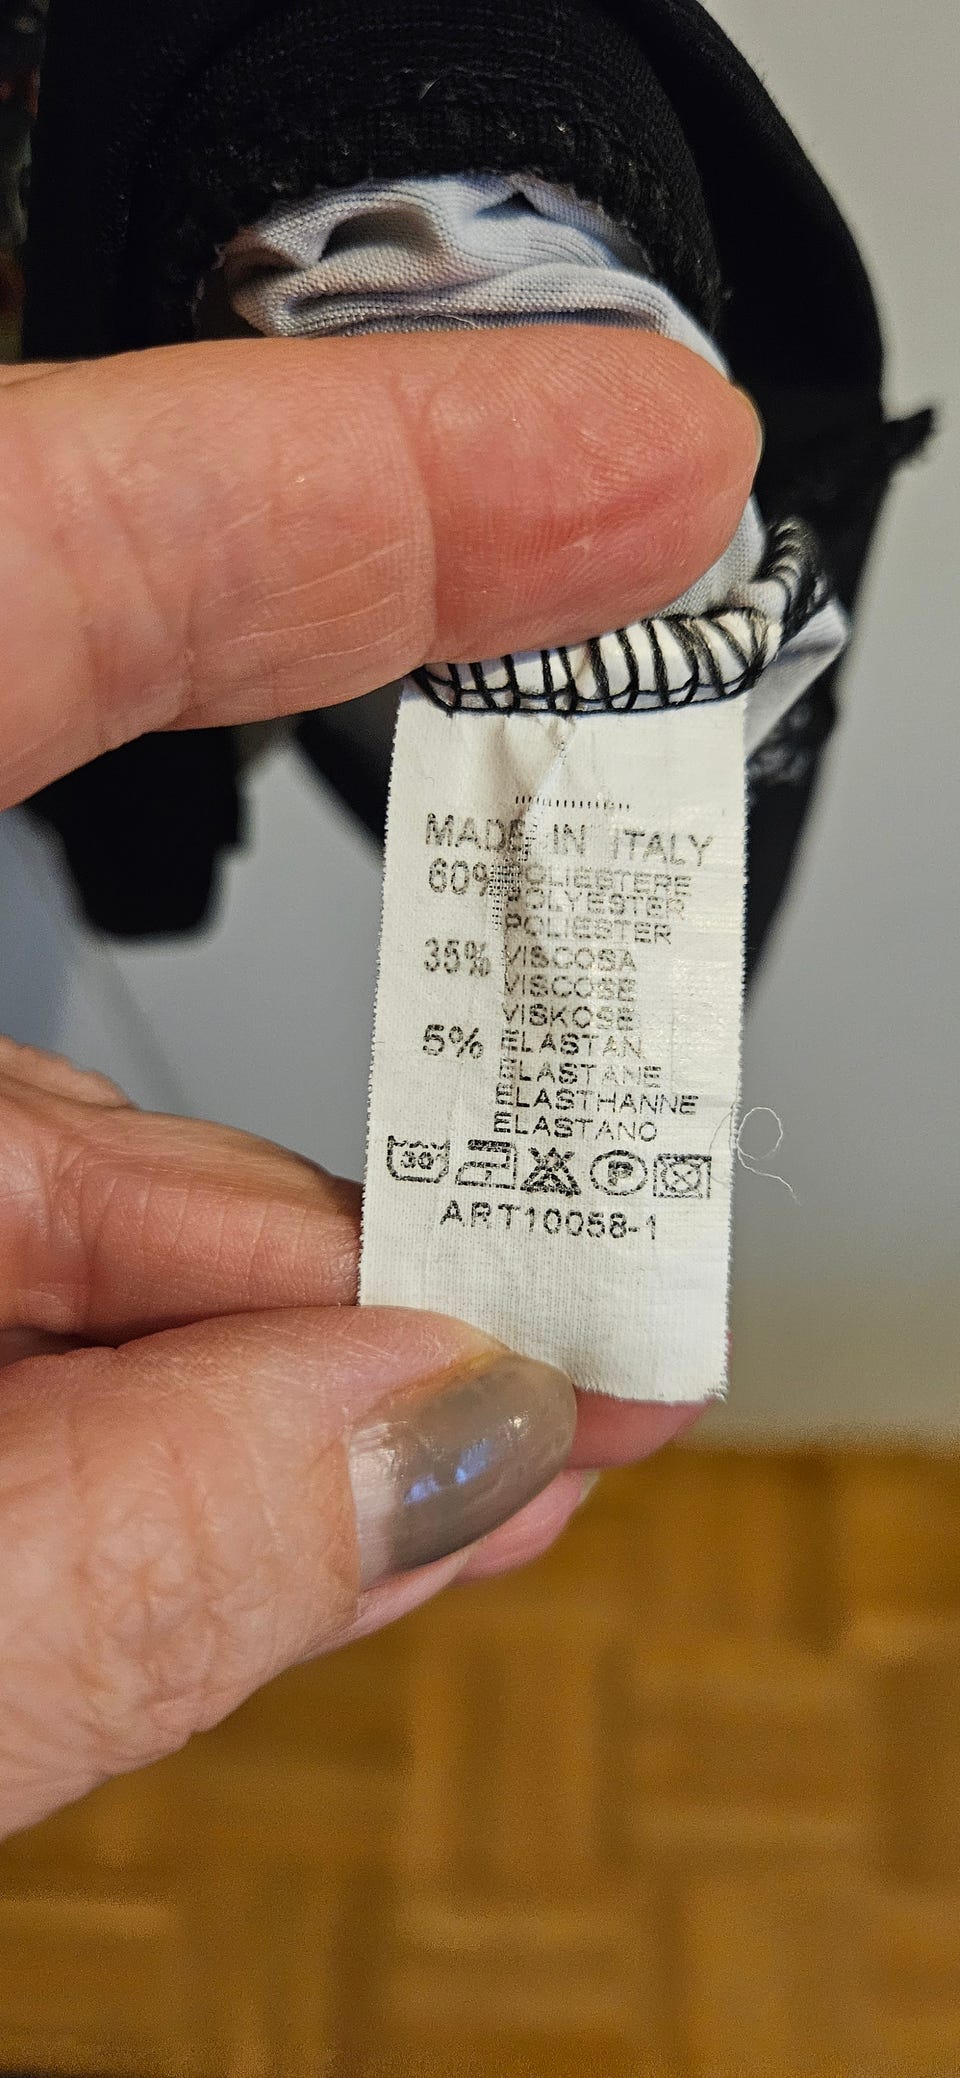 MADE IN ITALY
60% POLIESTERE
POLYESTER
POLIESTER
35% VISCOSA
VISCOSE
VISKOSE
5% ELASTAN
ELASTANE
ELASTHANNE
ELASTANO
30 P
ART10058-1